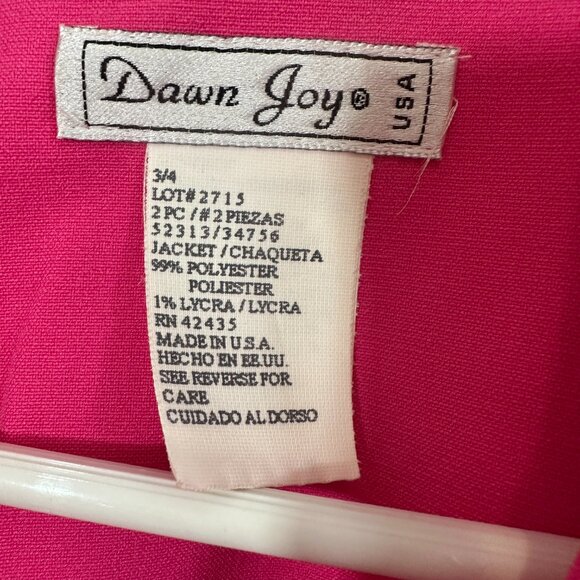 Dawn Joy® USA
3/4
LOT# 2715
2 PC / # 2 PIEZAS
52313/34756
JACKET / CHAQUETA
99% POLYESTER
POLIESTER
1% LYCRA / LYCRA
RN 42435
MADE IN U.S.A.
HECHO EN EE.UU.
SEE REVERSE FOR
CARE
CUIDADO AL DORSO